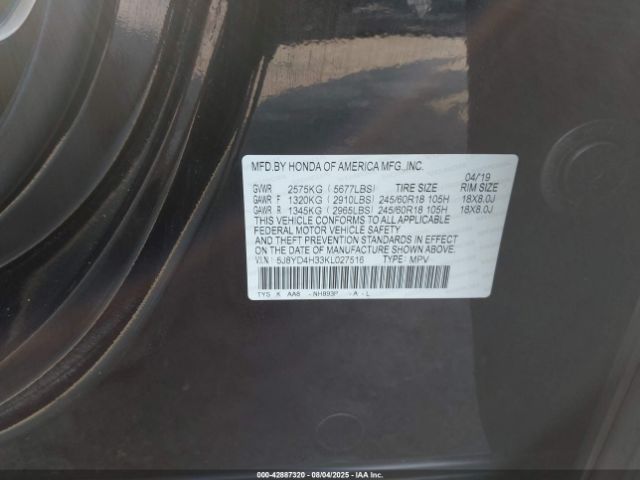 MFD.BY HONDA OF AMERICA MFG.,INC.
04/19
GVWR 2575KG (5677LBS) TIRE SIZE RIM SIZE
GAWR F 1320KG (2910LBS) 245/60R18 105H 18X8.0J
GAWR R 1345KG (2965LBS) 245/60R18 105H 18X8.0J
THIS VEHICLE CONFORMS TO ALL APPLICABLE
FEDERAL MOTOR VEHICLE SAFETY
AND THEFT PREVENTION STANDARDS IN EFFECT
ON THE DATE OF MANUFACTURE SHOWN ABOVE.
V.I.N : 5J8YD4H33KL027516 TYPE: MPV
TYS K AA6 -NH893P -A -L
000-42887320 - 08/04/2025 - IAA Inc.